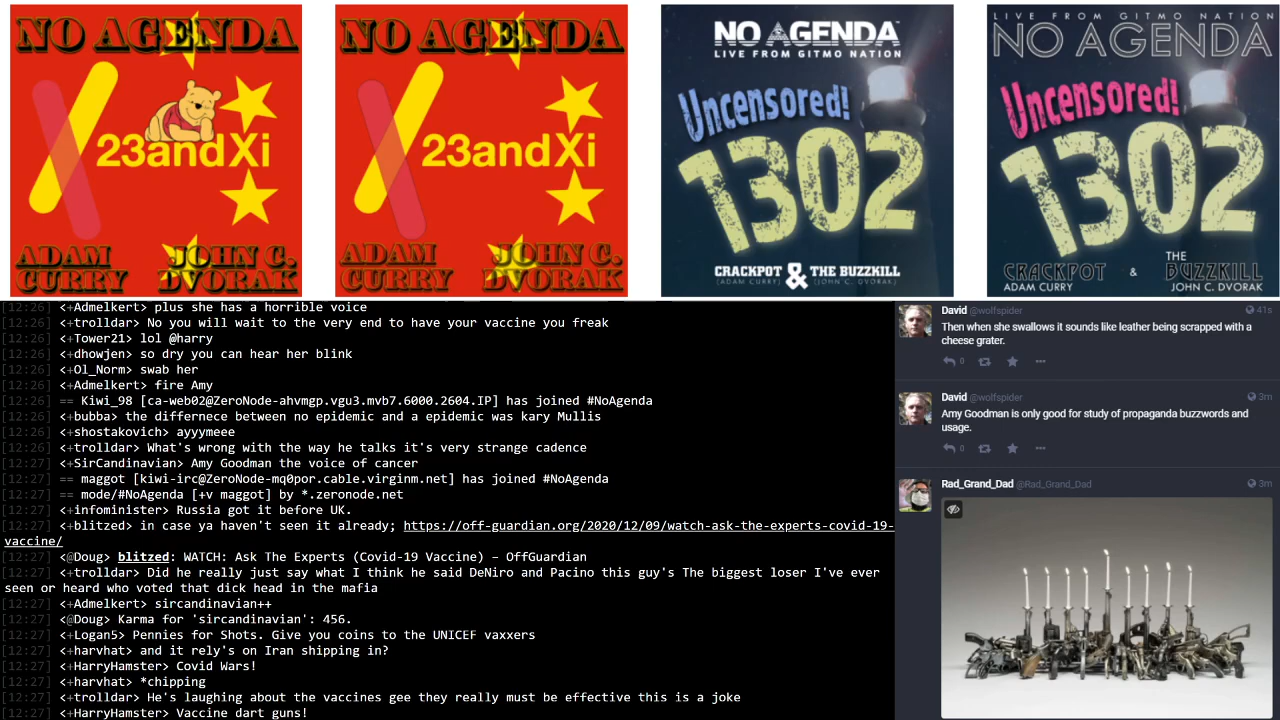 NO AGENDA
23andXi
ADAM CURRY
JOHN C. DVORAK
NO AGENDA
23andXi
ADAM CURRY
JOHN C. DVORAK
NO AGENDA™
LIVE FROM GITMO NATION
Uncensored!
1302
CRACKPOT & THE BUZZKILL
[ADAM CURRY] [JOHN C. DVORAK]
LIVE FROM GITMO NATION
NO AGENDA
Uncensored!
1302
CRACKPOT & THE BUZZKILL
ADAM CURRY JOHN C. DVORAK
[12:26] <+Admelkert> plus she has a horrible voice
[12:26] <+trolldar> No you will wait to the very end to have your vaccine you freak
[12:26] <+Tower21> lol @harry
[12:26] <+dhowjen> so dry you can hear her blink
[12:26] <+Ol_Norm> swab her
[12:26] <+Admelkert> fire Amy
[12:26] == Kiwi_98 [ca-web02@ZeroNode-ahvmgp.vgu3.mvb7.6000.2604.IP] has joined #NoAgenda
[12:26] <+bubba> the differnece between no epidemic and a epidemic was kary Mullis
[12:26] <+shostakovich> ayyymeee
[12:26] <+trolldar> What's wrong with the way he talks it's very strange cadence
[12:27] <+SirCandinavian> Amy Goodman the voice of cancer
[12:27] == maggot [kiwi-irc@ZeroNode-mq0por.cable.virginm.net] has joined #NoAgenda
[12:27] == mode/#NoAgenda [+v maggot] by *.zeronode.net
[12:27] <+infominister> Russia got it before UK.
[12:27] <+blitzed> in case ya haven't seen it already; https://off-guardian.org/2020/12/09/watch-ask-the-experts-covid-19-
vaccine/
[12:27] <@Doug> blitzed: WATCH: Ask The Experts (Covid-19 Vaccine) – OffGuardian
[12:27] <+trolldar> Did he really just say what I think he said DeNiro and Pacino this guy's The biggest loser I've ever
seen or heard who voted that dick head in the mafia
[12:27] <+Admelkert> sircandinavian++
[12:27] <@Doug> Karma for 'sircandinavian': 456.
[12:27] <+Logan5> Pennies for Shots. Give you coins to the UNICEF vaxxers
[12:27] <+harvhat> and it rely's on Iran shipping in?
[12:27] <+HarryHamster> Covid Wars!
[12:27] <+harvhat> *chipping
[12:27] <+trolldar> He's laughing about the vaccines gee they really must be effective this is a joke
[12:27] <+HarryHamster> Vaccine dart guns!
David @wolfspider 41s
Then when she swallows it sounds like leather being scrapped with a
cheese grater.
0
David @wolfspider 3m
Amy Goodman is only good for study of propaganda buzzwords and
usage.
0
Rad_Grand_Dad @Rad_Grand_Dad 3m